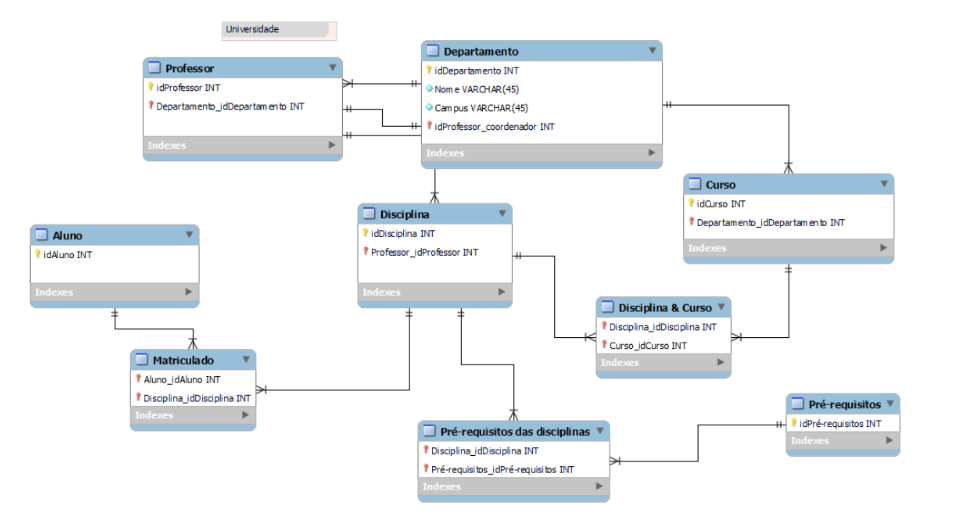 Universidade
Departamento
idDepartamento INT
Nome VARCHAR(45)
Campus VARCHAR(45)
idProfessor_coordenador INT
Indexes
Professor
idProfessor INT
Departamento_idDepartamento INT
Indexes
Curso
idCurso INT
Departamento_idDepartamento INT
Indexes
Disciplina
idDisciplina INT
Professor_idProfessor INT
Indexes
Aluno
idAluno INT
Indexes
Disciplina & Curso
Disciplina_idDisciplina INT
Curso_idCurso INT
Indexes
Matriculado
Aluno_idAluno INT
Disciplina_idDisciplina INT
Indexes
Pré-requisitos
idPré-requisitos INT
Indexes
Pré-requisitos das disciplinas
Disciplina_idDisciplina INT
Pré-requisitos_idPré-requisitos INT
Indexes